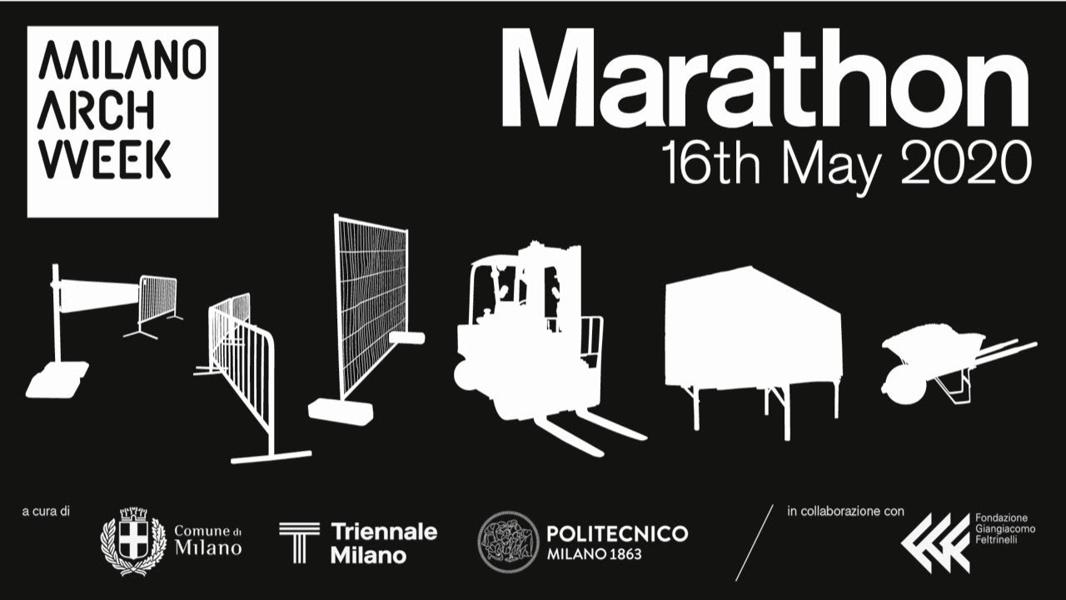 MILANO
ARCH
WEEK
Marathon
16th May 2020
a cura di
Comune di
Milano
Triennale
Milano
POLITECNICO
MILANO 1863
in collaborazione con
Fondazione
Giangiacomo
Feltrinelli